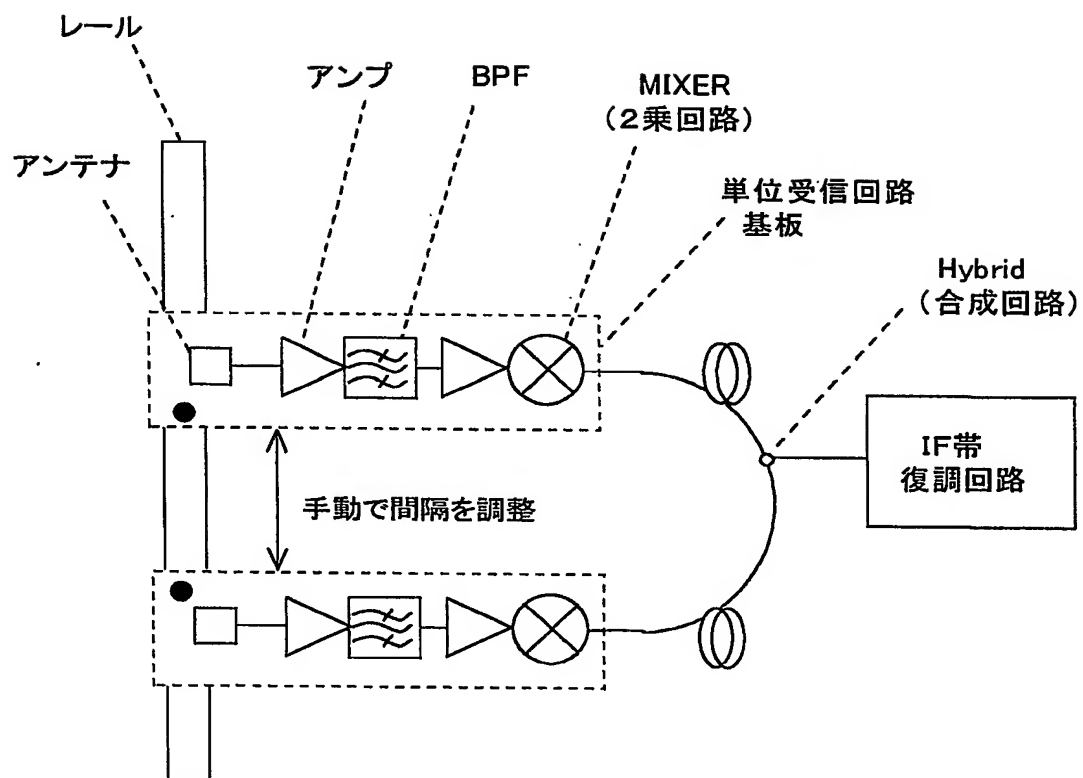 レール
アンプ
BPF
MIXER
（２乗回路）
アンテナ
単位受信回路
基板
Hybrid
（合成回路）
IF帯
復調回路
手動で間隔を調整